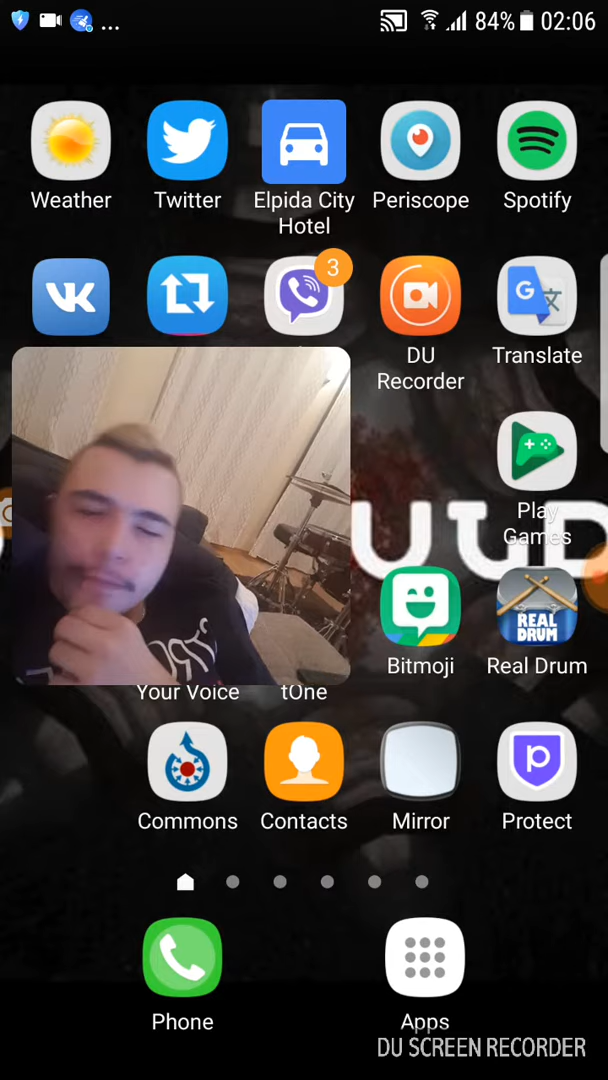 ...
84%
02:06
Weather
Twitter
Elpida City
Hotel
Periscope
Spotify
3
DU
Recorder
Translate
Play
Games
REAL
DRUM
Bitmoji
Real Drum
Your Voice
tOne
Commons
Contacts
Mirror
Protect
Phone
Apps
DU SCREEN RECORDER